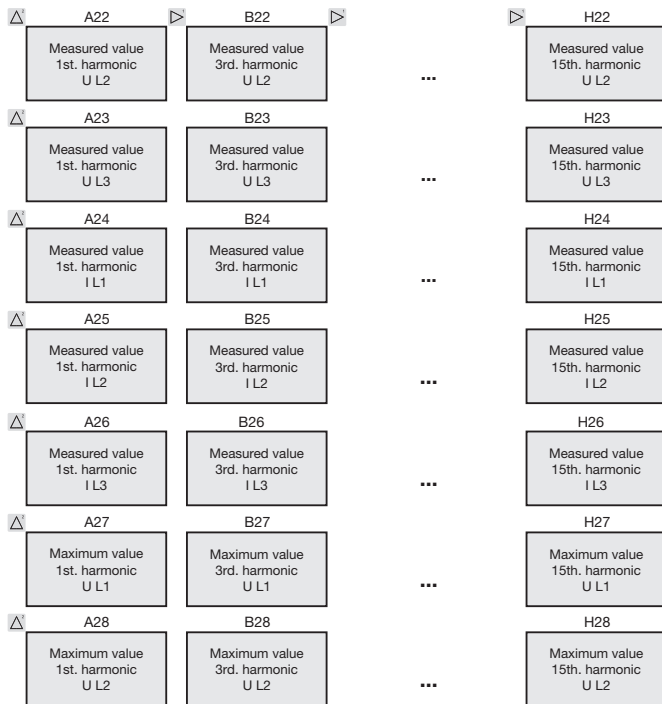 A22 B22 H22
Measured value Measured value Measured value
1st. harmonic 3rd. harmonic 15th. harmonic
U L2 U L2 ... U L2
A23 B23 H23
Measured value Measured value Measured value
1st. harmonic 3rd. harmonic 15th. harmonic
U L3 U L3 ... U L3
A24 B24 H24
Measured value Measured value Measured value
1st. harmonic 3rd. harmonic 15th. harmonic
I L1 I L1 ... I L1
A25 B25 H25
Measured value Measured value Measured value
1st. harmonic 3rd. harmonic 15th. harmonic
I L2 I L2 ... I L2
A26 B26 H26
Measured value Measured value Measured value
1st. harmonic 3rd. harmonic 15th. harmonic
I L3 I L3 ... I L3
A27 B27 H27
Maximum value Maximum value Maximum value
1st. harmonic 3rd. harmonic 15th. harmonic
U L1 U L1 ... U L1
A28 B28 H28
Maximum value Maximum value Maximum value
1st. harmonic 3rd. harmonic 15th. harmonic
U L2 U L2 ... U L2